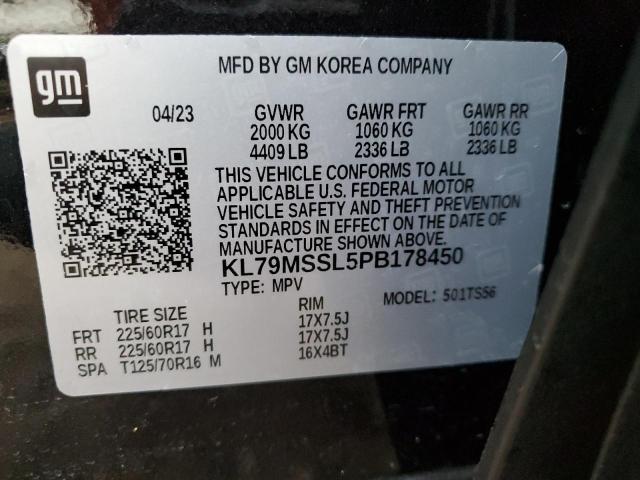 gm
MFD BY GM KOREA COMPANY
04/23 GVWR GAWR FRT GAWR RR
2000 KG 1060 KG 1060 KG
4409 LB 2336 LB 2336 LB
THIS VEHICLE CONFORMS TO ALL
APPLICABLE U.S. FEDERAL MOTOR
VEHICLE SAFETY AND THEFT PREVENTION
STANDARDS IN EFFECT ON THE DATE OF
MANUFACTURE SHOWN ABOVE.
KL79MSSL5PB178450
TYPE: MPV MODEL: 501TSS6
TIRE SIZE RIM
FRT 225/60R17 H 17X7.5J
RR 225/60R17 H 17X7.5J
SPA T125/70R16 M 16X4BT